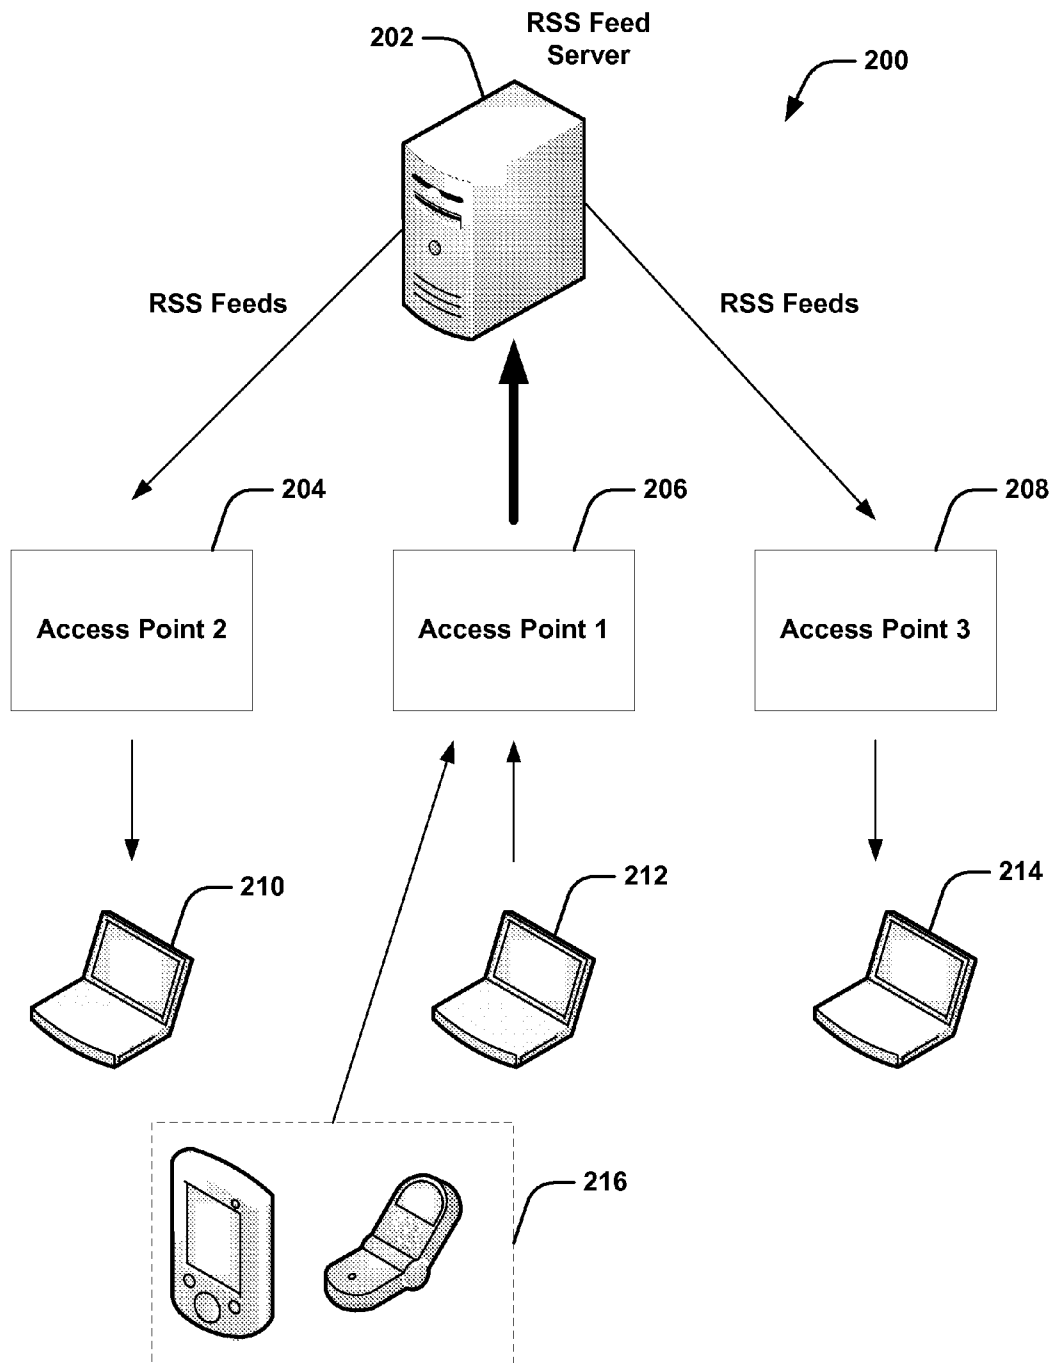 RSS Feed
Server
202
200
RSS Feeds
RSS Feeds
204
206
208
Access Point 2
Access Point 1
Access Point 3
210
212
214
216